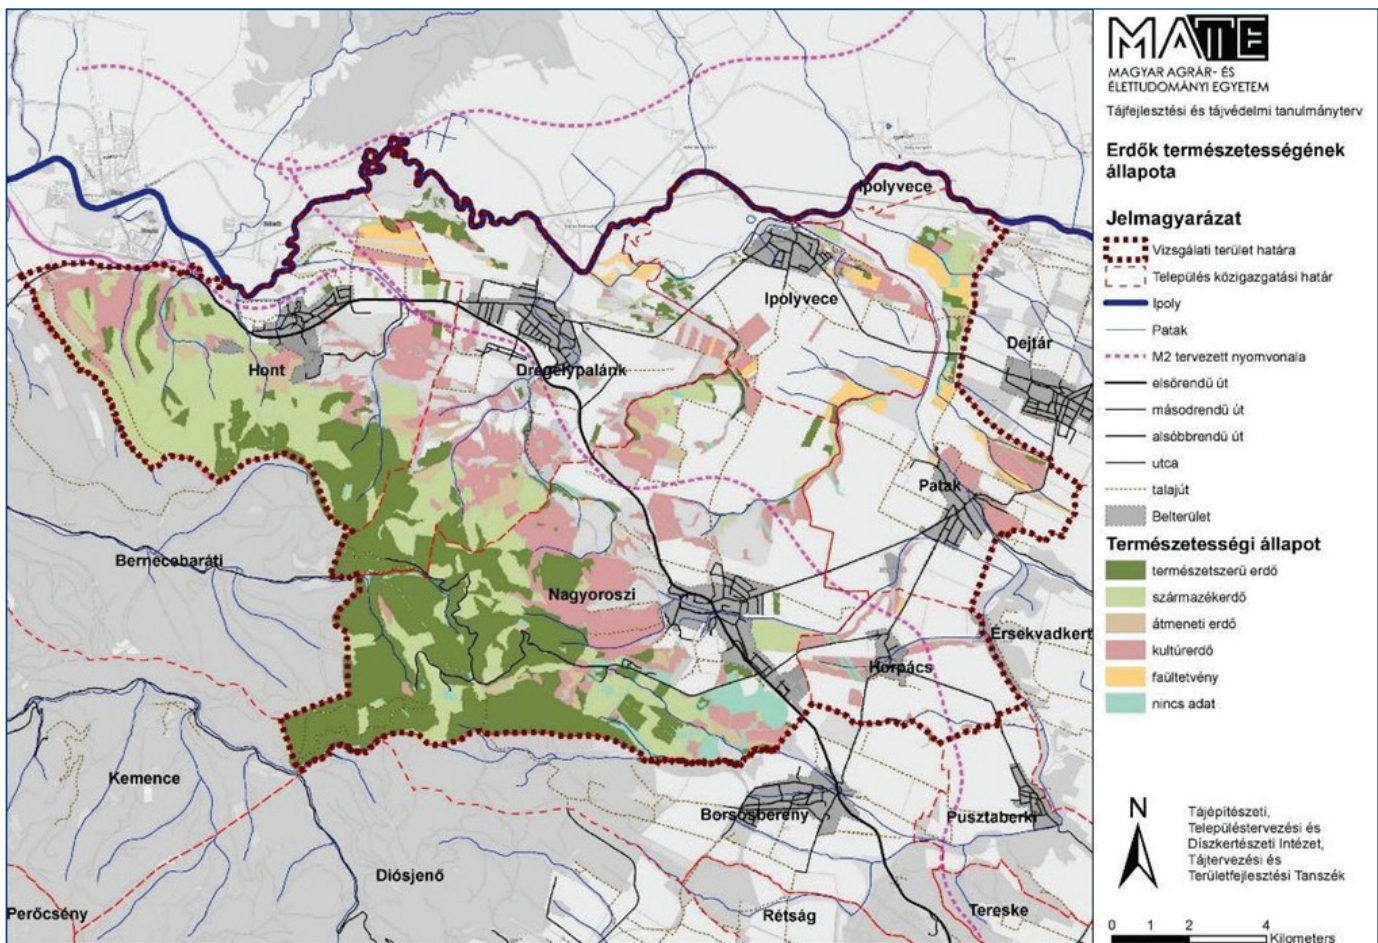 Ipolyvece
Ipolyvece
Dejtár
Hont
Drégelypalánk
Patak
Bernecebaráti
Nagyoroszi
Érsekvadkert
Horpács
Kemence
Borsosberény
Pusztaberki
Diósjenő
Perőcsény
Rétság
Tereske
MATE
MAGYAR AGRÁR- ÉS
ÉLETTUDOMÁNYI EGYETEM
Tájfejlesztési és tájvédelmi tanulmányterv
Erdők természetességének
állapota
Jelmagyarázat
Vizsgálati terület határa
Település közigazgatási határ
Ipoly
Patak
M2 tervezett nyomvonala
elsőrendű út
másodrendű út
alsóbbrendű út
utca
talajút
Belterület
Természetességi állapot
természetszerű erdő
származékerdő
átmeneti erdő
kultúrerdő
faültetvény
nincs adat
N
Tájépítészeti,
Településtervezési és
Díszkertészeti Intézet,
Tájtervezési és
Területfejlesztési Tanszék
0 1 2 4
Kilometers